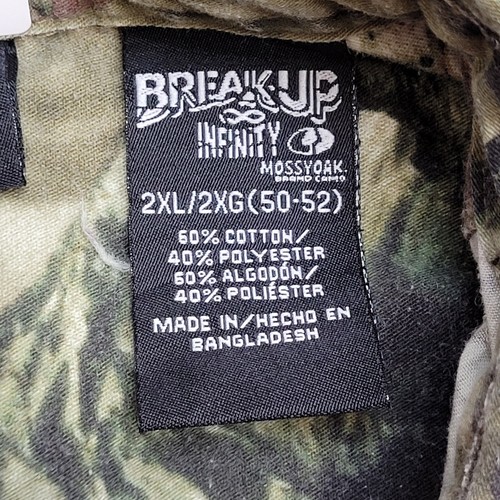 BREAK-UP
INFINITY
MOSSY OAK.
BRAND CAMO
2XL/2XG(50-52)
60% COTTON/
40% POLYESTER
60% ALGODÓN/
40% POLIÉSTER
MADE IN/HECHO EN
BANGLADESH